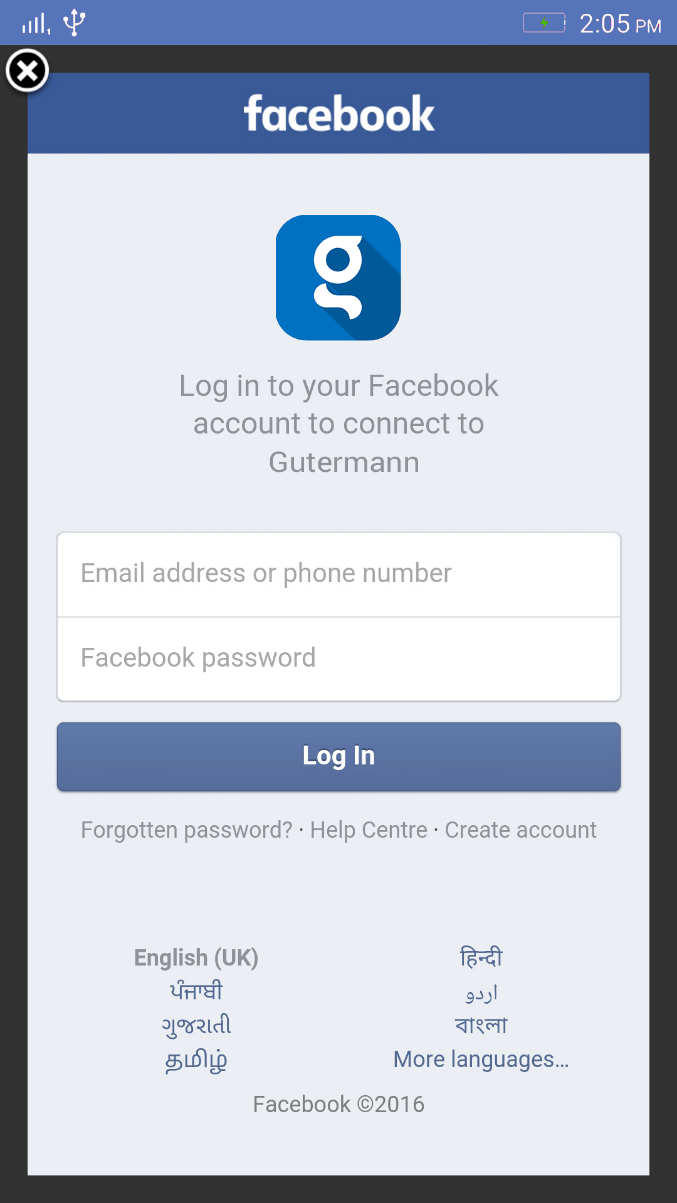 2:05 PM
facebook
Log in to your Facebook
account to connect to
Gutermann
Email address or phone number
Facebook password
Log In
Forgotten password? · Help Centre · Create account
English (UK)
हिन्दी
ਪੰਜਾਬੀ
اردو
ગુજરાતી
বাংলা
தமிழ்
More languages...
Facebook ©2016